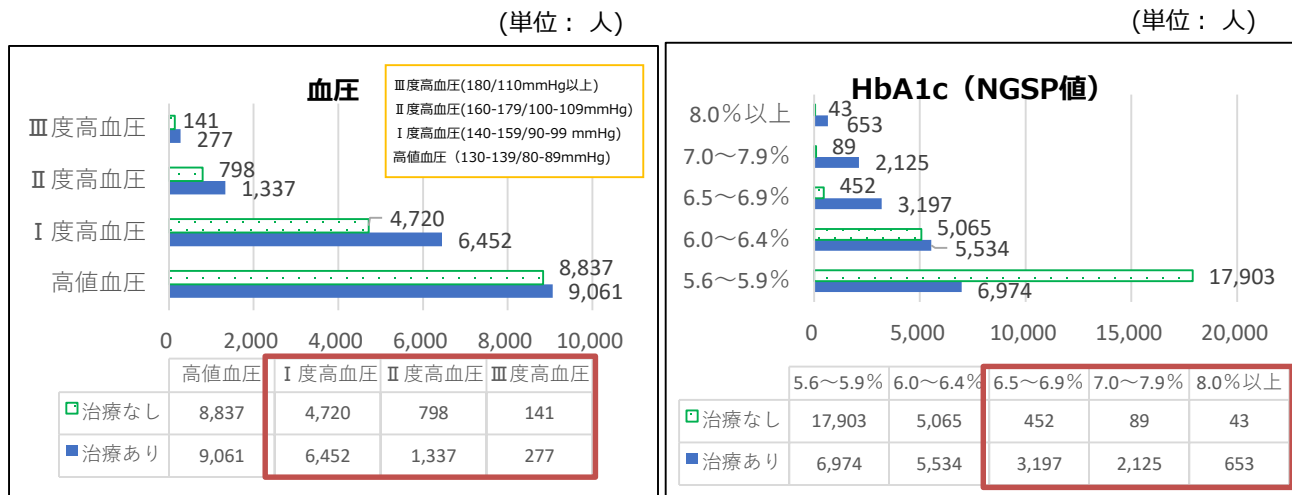 (単位： 人)
血圧
Ⅲ度高血圧(180/110mmHg以上)
Ⅱ度高血圧(160-179/100-109mmHg)
Ⅰ度高血圧(140-159/90-99 mmHg)
高値血圧（130-139/80-89mmHg)
Ⅲ度高血圧
141
277
Ⅱ度高血圧
798
1,337
Ⅰ度高血圧
4,720
6,452
高値血圧
8,837
9,061
0 2,000 4,000 6,000 8,000 10,000
高値血圧 Ⅰ度高血圧 Ⅱ度高血圧 Ⅲ度高血圧
治療なし 8,837 4,720 798 141
治療あり 9,061 6,452 1,337 277
(単位： 人)
HbA1c（NGSP値）
8.0％以上
43
653
7.0～7.9％
89
2,125
6.5～6.9％
452
3,197
6.0～6.4％
5,065
5,534
5.6～5.9％
17,903
6,974
0 5,000 10,000 15,000 20,000
5.6～5.9％ 6.0～6.4％ 6.5～6.9％ 7.0～7.9％ 8.0％以上
治療なし 17,903 5,065 452 89 43
治療あり 6,974 5,534 3,197 2,125 653